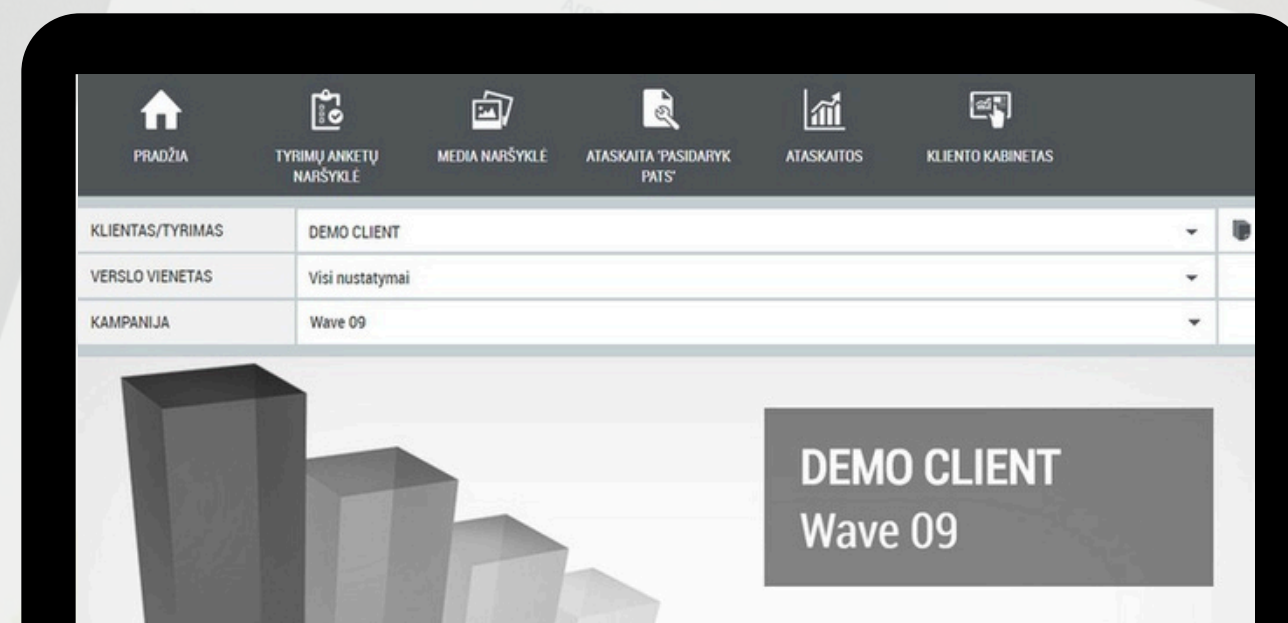 PRADŽIA
TYRIMŲ ANKETŲ
NARŠYKLĖ
MEDIA NARŠYKLĖ
ATASKAITA 'PASIDARYK
PATS'
ATASKAITOS
KLIENTO KABINETAS
KLIENTAS/TYRIMAS DEMO CLIENT
VERSLO VIENETAS Visi nustatymai
KAMPANIJA Wave 09
DEMO CLIENT
Wave 09